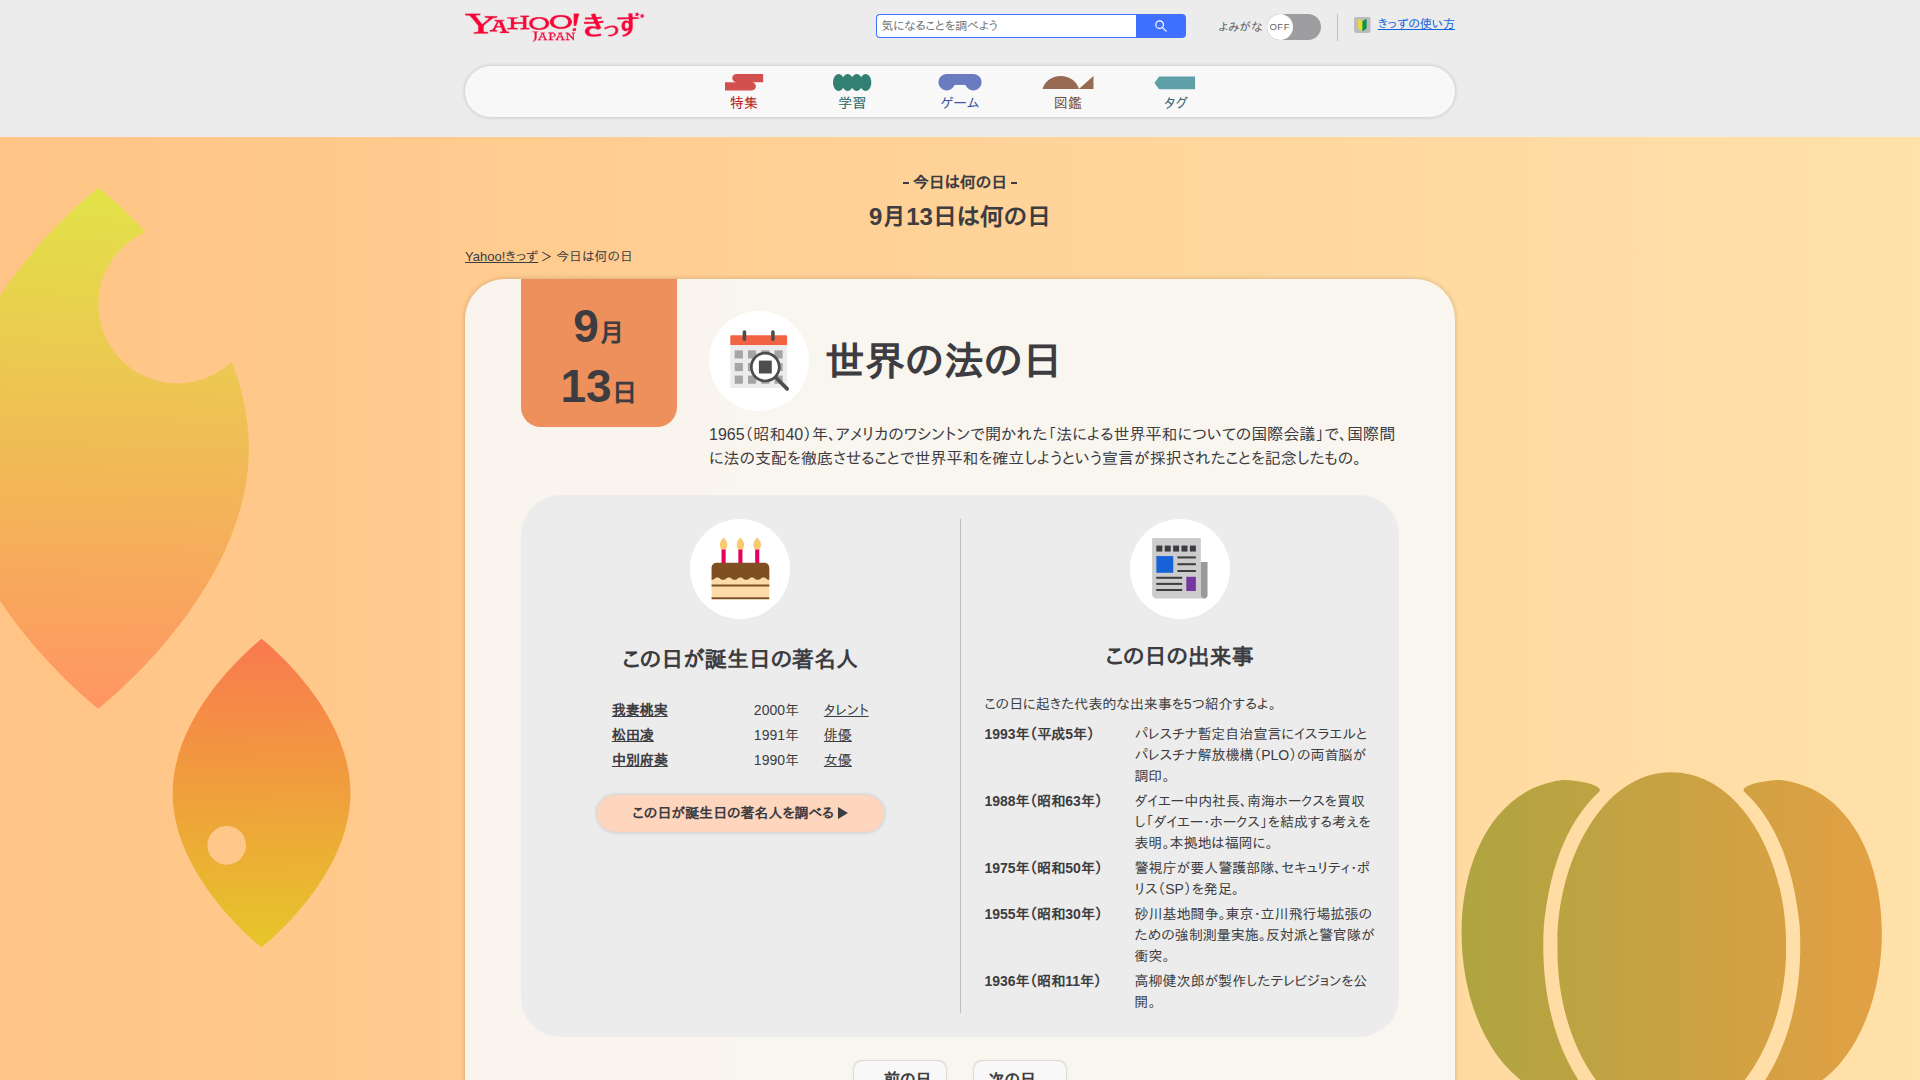 YAHOO! きっず
JAPAN
気になることを調べよう
よみがな
OFF
きっずの使い方
特集
学習
ゲーム
図鑑
タグ
- 今日は何の日 -
9月13日は何の日
Yahoo!きっず > 今日は何の日
9月
13日
世界の法の日
1965(昭和40)年、アメリカのワシントンで開かれた「法による世界平和についての国際会議」で、国際間
に法の支配を徹底させることで世界平和を確立しようという宣言が採択されたことを記念したもの。
この日が誕生日の著名人
我妻桃実 2000年 タレント
松田凌 1991年 俳優
中別府葵 1990年 女優
この日が誕生日の著名人を調べる ▶
この日の出来事
この日に起きた代表的な出来事を5つ紹介するよ。
1993年(平成5年) パレスチナ暫定自治宣言にイスラエルと
パレスチナ解放機構(PLO)の両首脳が
調印。
1988年(昭和63年) ダイエー中内社長、南海ホークスを買収
し「ダイエー・ホークス」を結成する考えを
表明。本拠地は福岡に。
1975年(昭和50年) 警視庁が要人警護部隊、セキュリティ・ポ
リス(SP)を発足。
1955年(昭和30年) 砂川基地闘争。東京・立川飛行場拡張の
ための強制測量実施。反対派と警官隊が
衝突。
1936年(昭和11年) 高柳健次郎が製作したテレビジョンを公
開。
前の日
次の日